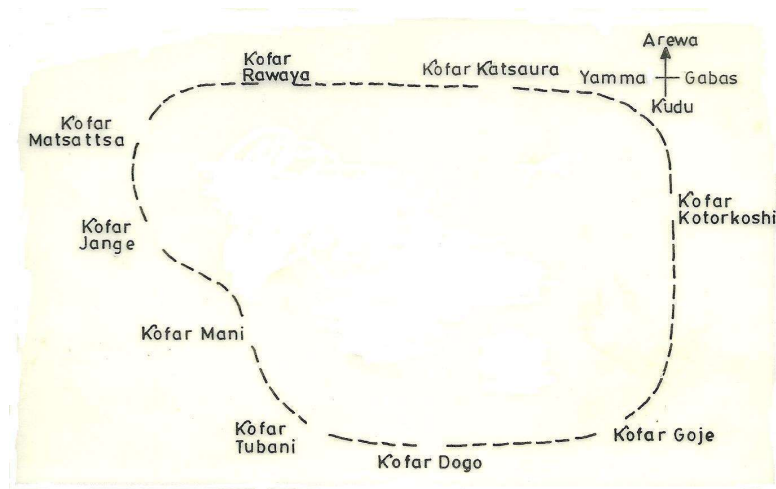 Arewa
Kofar
Rawaya
Kofar Katsaura
Yamma
Gabas
Kudu
Kofar
Matsattsa
Kofar
Kotorkoshi
Kofar
Jange
Kofar Mani
Kofar
Tubani
Kofar Goje
Kofar Dogo